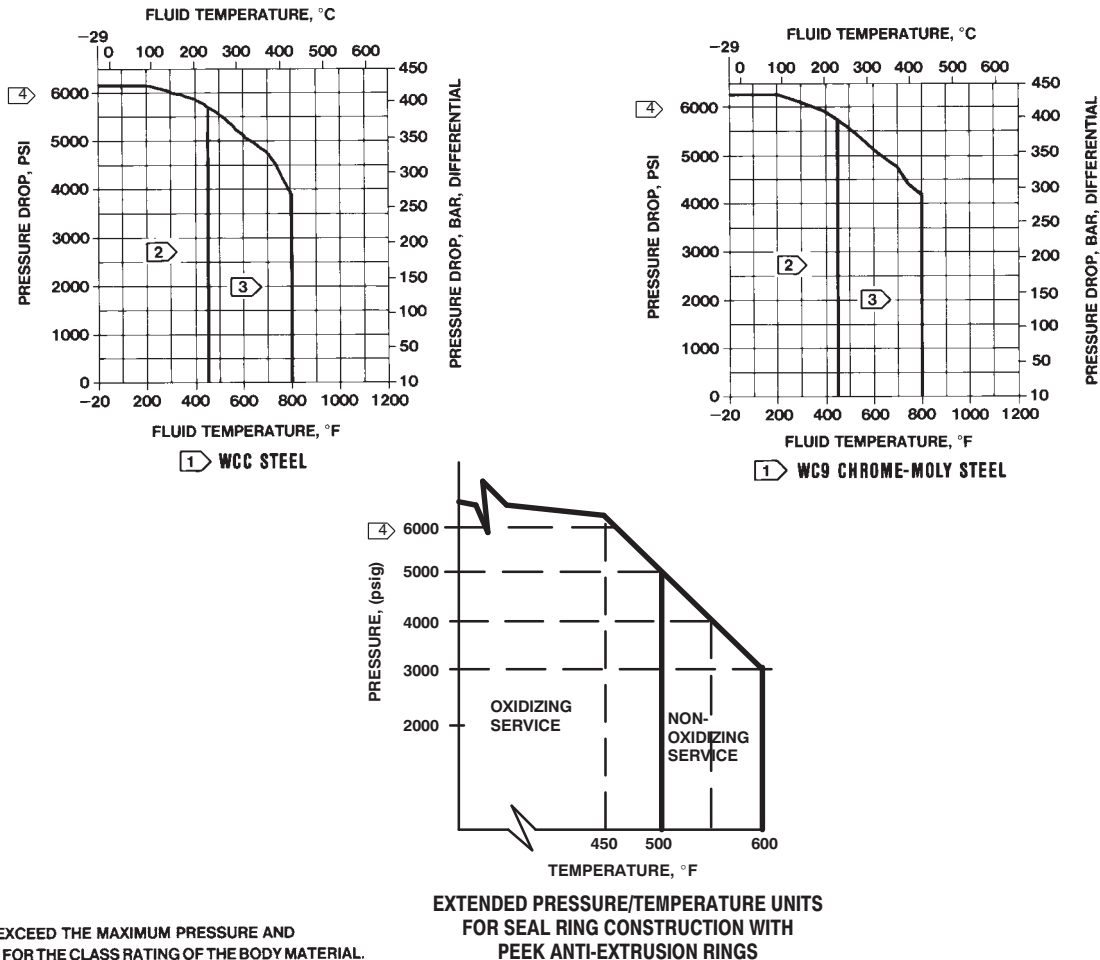 FLUID TEMPERATURE, °C
−29
0 100 200 300 400 500 600
4
PRESSURE DROP, PSI
6000
5000
4000
3000
2000
1000
0
450
400
350
300
250
200
150
100
50
10
PRESSURE DROP, BAR, DIFFERENTIAL
2
3
−20 200 400 600 800 1000 1200
FLUID TEMPERATURE, °F
1 WCC STEEL
FLUID TEMPERATURE, °C
−29
0 100 230 300 400 500 600
4
PRESSURE DROP, PSI
6000
5000
4000
3000
2000
1000
0
450
400
350
300
250
200
150
100
50
10
PRESSURE DROP, BAR, DIFFERENTIAL
2
3
−20 200 400 600 800 1000 1200
FLUID TEMPERATURE, °F
1 WC9 CHROME-MOLY STEEL
4
PRESSURE, (psig)
6000
5000
4000
3000
2000
OXIDIZING
SERVICE
NON-
OXIDIZING
SERVICE
450 500 600
TEMPERATURE, °F
EXTENDED PRESSURE/TEMPERATURE UNITS
FOR SEAL RING CONSTRUCTION WITH
PEEK ANTI-EXTRUSION RINGS
EXCEED THE MAXIMUM PRESSURE AND
FOR THE CLASS RATING OF THE BODY MATERIAL.